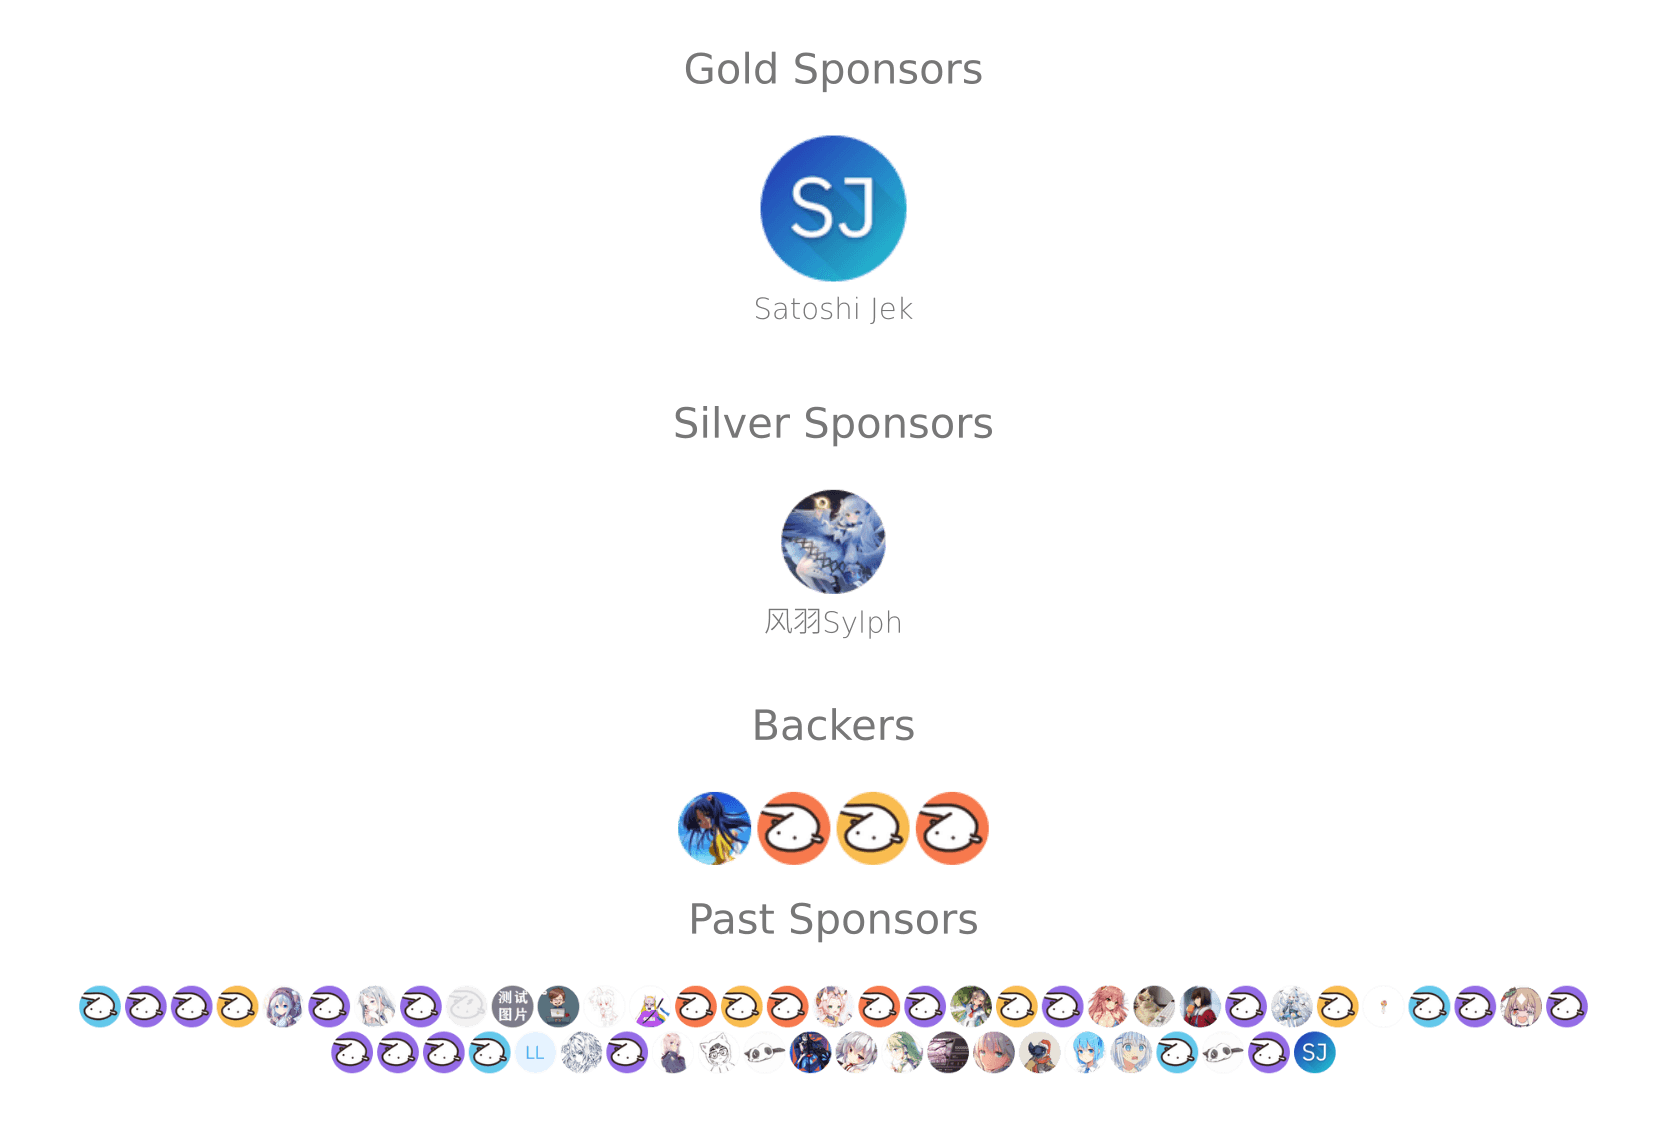 Gold Sponsors
SJ
Satoshi Jek
Silver Sponsors
风羽Sylph
Backers
Past Sponsors
测试
图片
LL
SJ